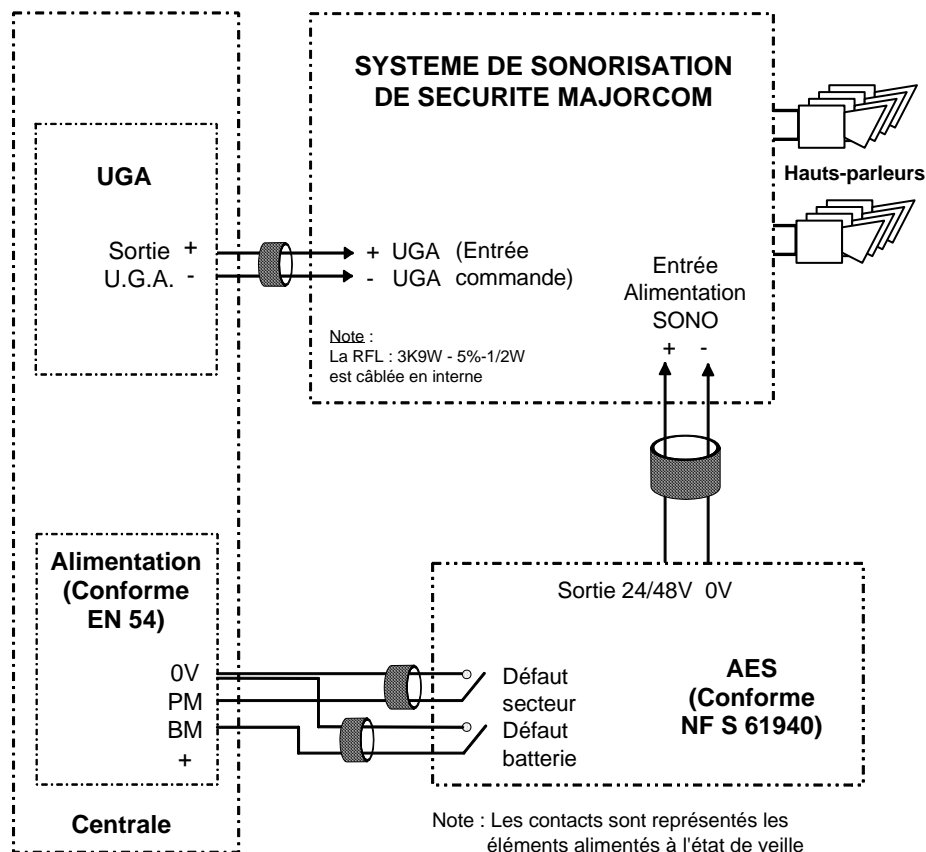 SYSTEME DE SONORISATION
DE SECURITE MAJORCOM
UGA
Hauts-parleurs
Sortie +
U.G.A. -
+ UGA (Entrée
- UGA commande)
Entrée
Alimentation
SONO
+ -
Note :
La RFL : 3K9W - 5%-1/2W
est câblée en interne
Alimentation
(Conforme
EN 54)
Sortie 24/48V 0V
0V
PM
BM
+
Défaut
secteur
Défaut
batterie
AES
(Conforme
NF S 61940)
Centrale
Note : Les contacts sont représentés les
éléments alimentés à l'état de veille